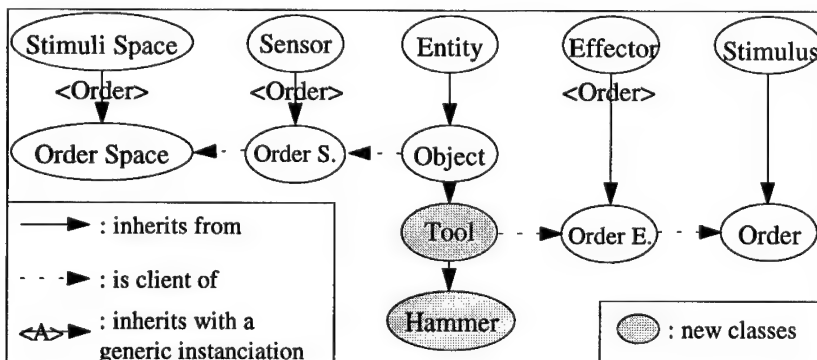 Stimuli Space Sensor Entity Effector Stimulus
<Order> <Order> <Order>
Order Space Order S. Object
Tool Order E. Order
Hammer
: inherits from
: is client of
<A> : inherits with a
generic instanciation
: new classes